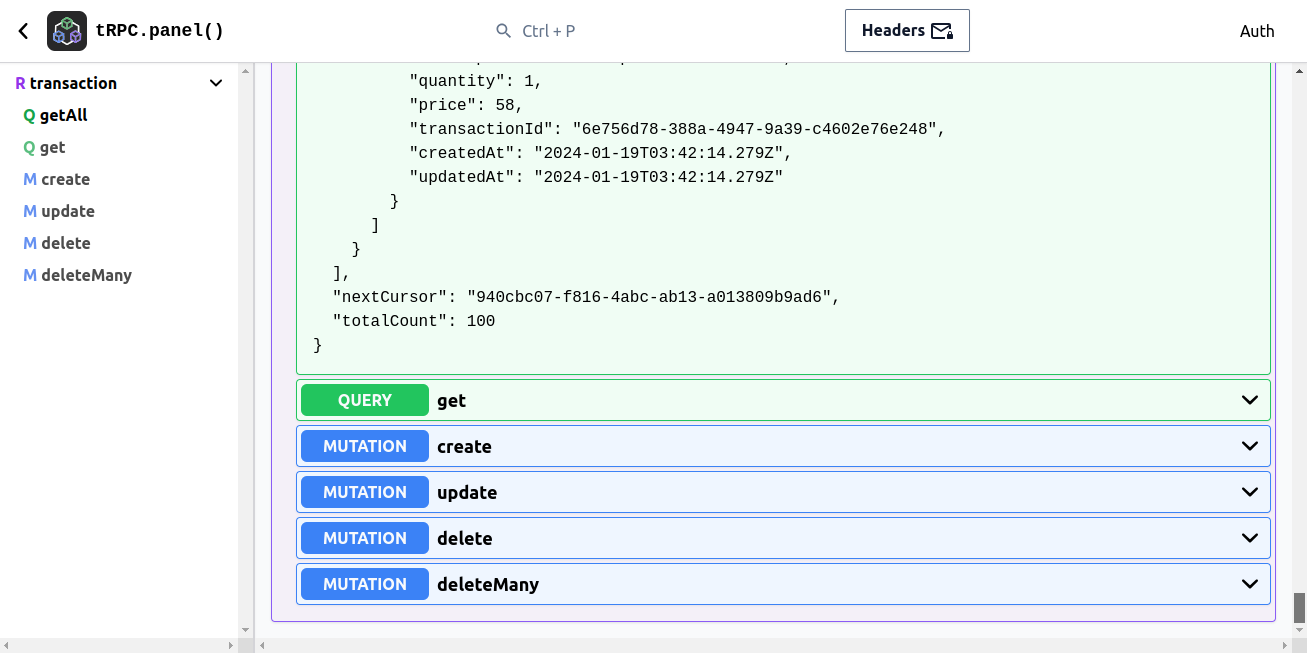 tRPC.panel()
Ctrl + P
Headers
Auth
R transaction
Q getAll
Q get
M create
M update
M delete
M deleteMany
"quantity": 1,
"price": 58,
"transactionId": "6e756d78-388a-4947-9a39-c4602e76e248",
"createdAt": "2024-01-19T03:42:14.279Z",
"updatedAt": "2024-01-19T03:42:14.279Z"
}
]
}
],
"nextCursor": "940cbc07-f816-4abc-ab13-a013809b9ad6",
"totalCount": 100
}
QUERY get
MUTATION create
MUTATION update
MUTATION delete
MUTATION deleteMany